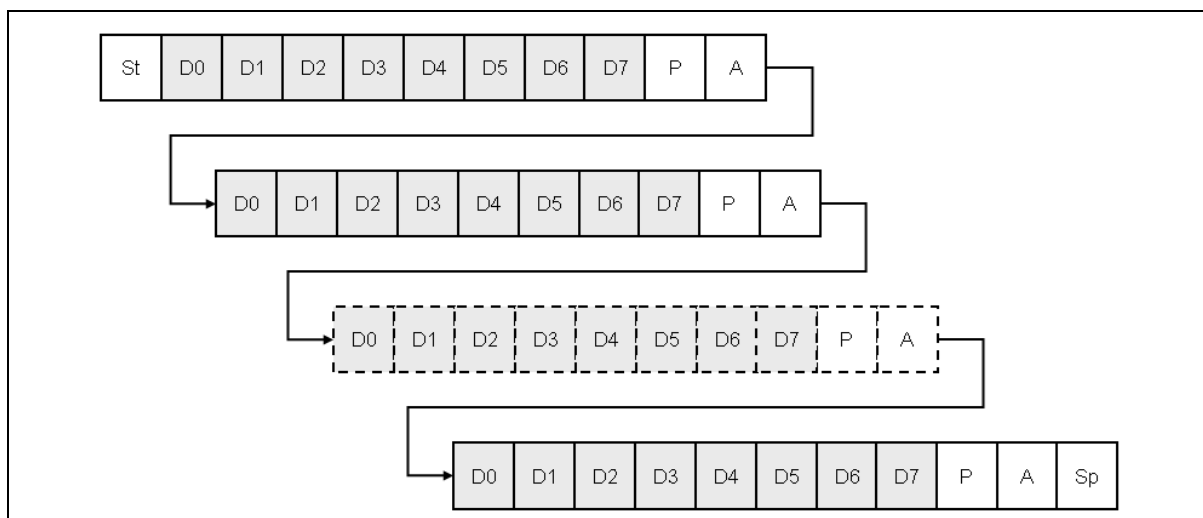 St D0 D1 D2 D3 D4 D5 D6 D7 P A
D0 D1 D2 D3 D4 D5 D6 D7 P A
D0 D1 D2 D3 D4 D5 D6 D7 P A
D0 D1 D2 D3 D4 D5 D6 D7 P A Sp